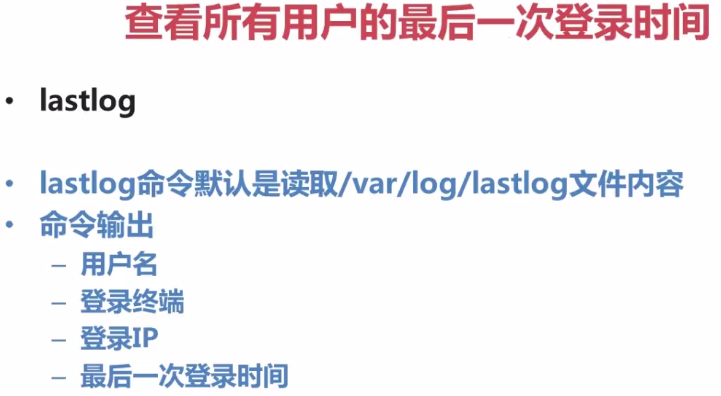 查看所有用户的最后一次登录时间
• lastlog
• lastlog命令默认是读取/var/log/lastlog文件内容
• 命令输出
– 用户名
– 登录终端
– 登录IP
– 最后一次登录时间